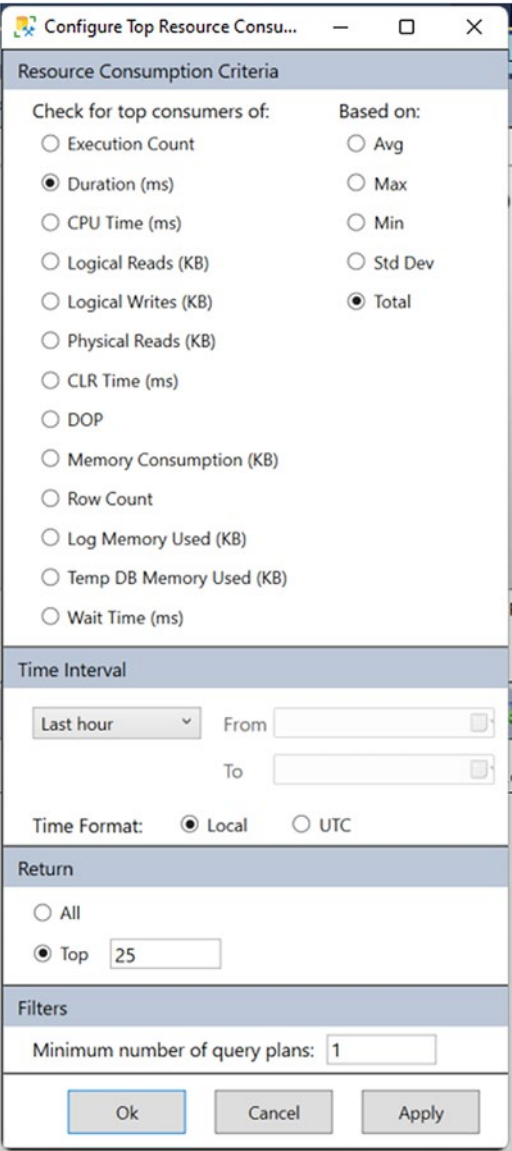 Configure Top Resource Consu...
Resource Consumption Criteria
Check for top consumers of:
Based on:
Execution Count
Avg
Duration (ms)
Max
CPU Time (ms)
Min
Logical Reads (KB)
Std Dev
Logical Writes (KB)
Total
Physical Reads (KB)
CLR Time (ms)
DOP
Memory Consumption (KB)
Row Count
Log Memory Used (KB)
Temp DB Memory Used (KB)
Wait Time (ms)
Time Interval
Last hour
From
To
Time Format:
Local
UTC
Return
All
Top
25
Filters
Minimum number of query plans:
1
Ok
Cancel
Apply